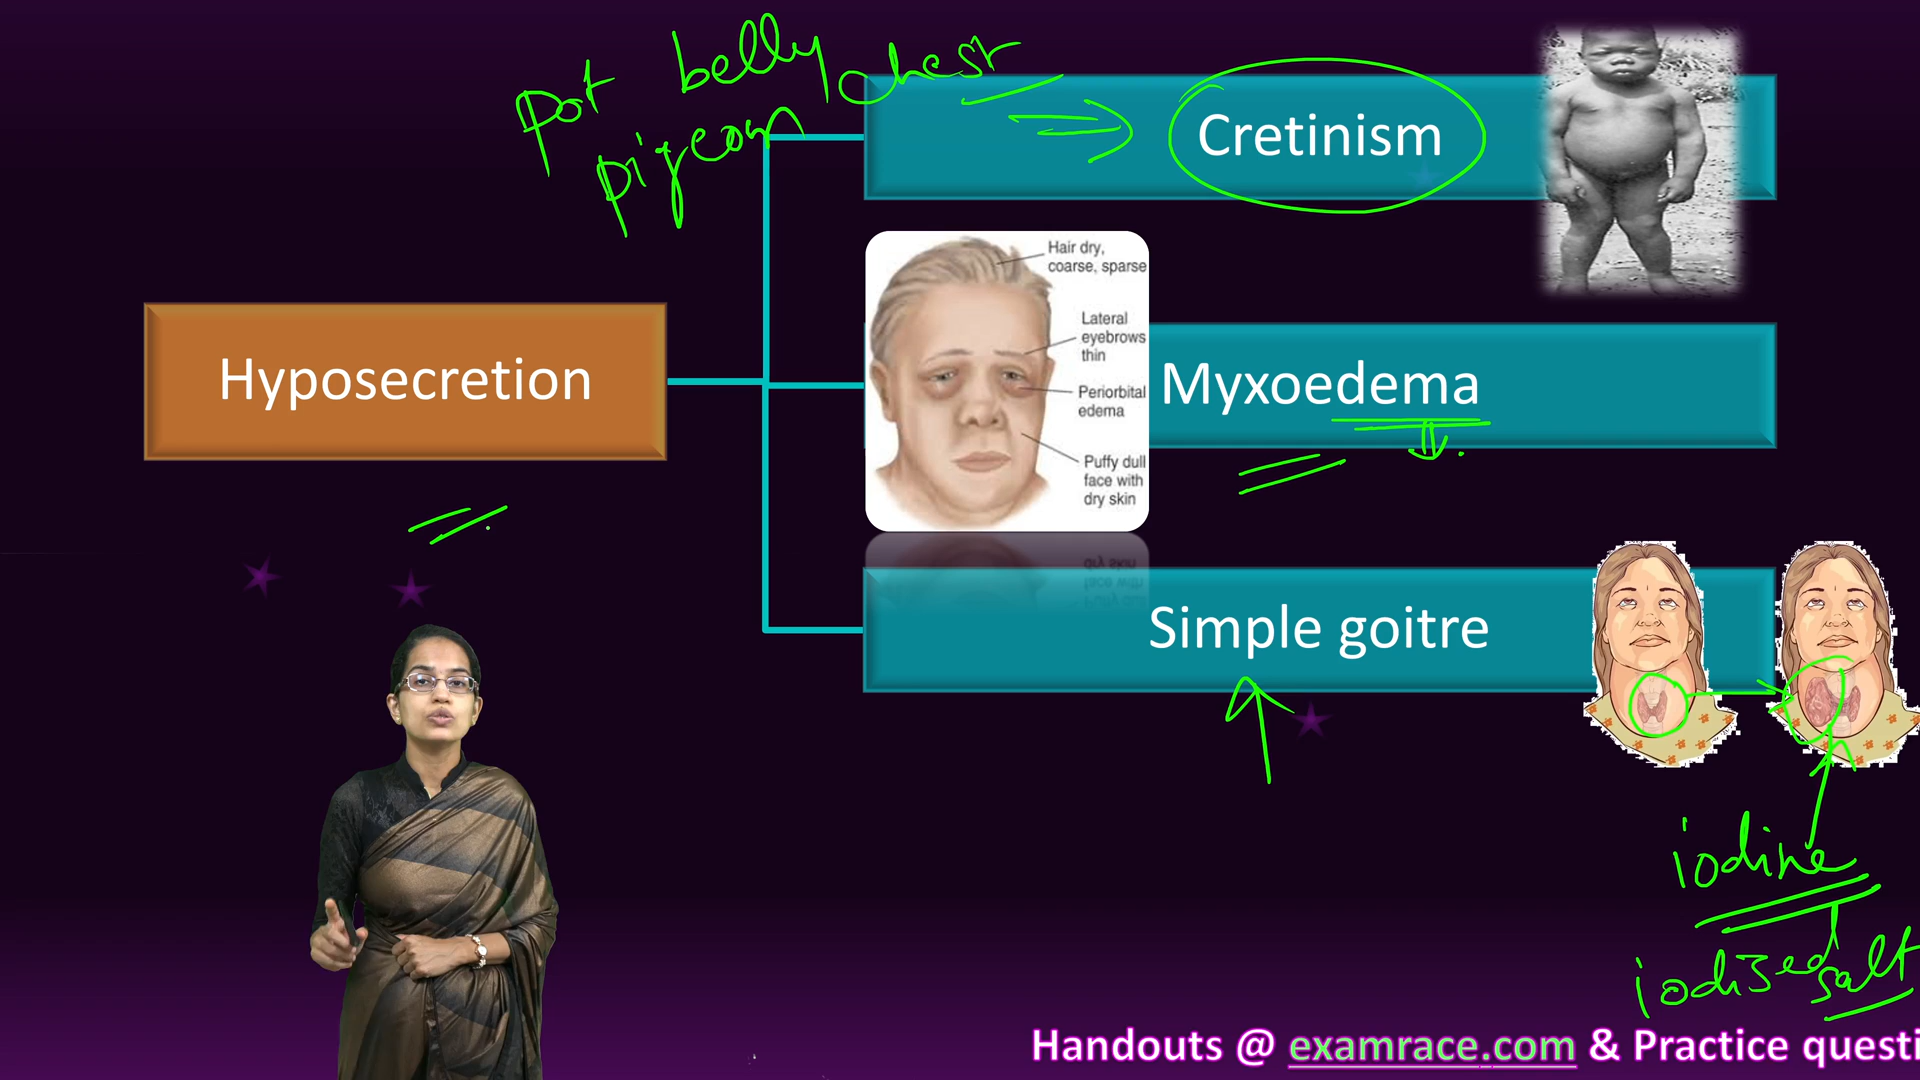 pot belly
pigeon chest
Cretinism
Hair dry,
coarse, sparse
Lateral
eyebrows
thin
Periorbital
edema
Puffy dull
face with
dry skin
Hyposecretion
Myxoedema
Simple goitre
iodine
iodized salt
Handouts @ examrace.com & Practice questi